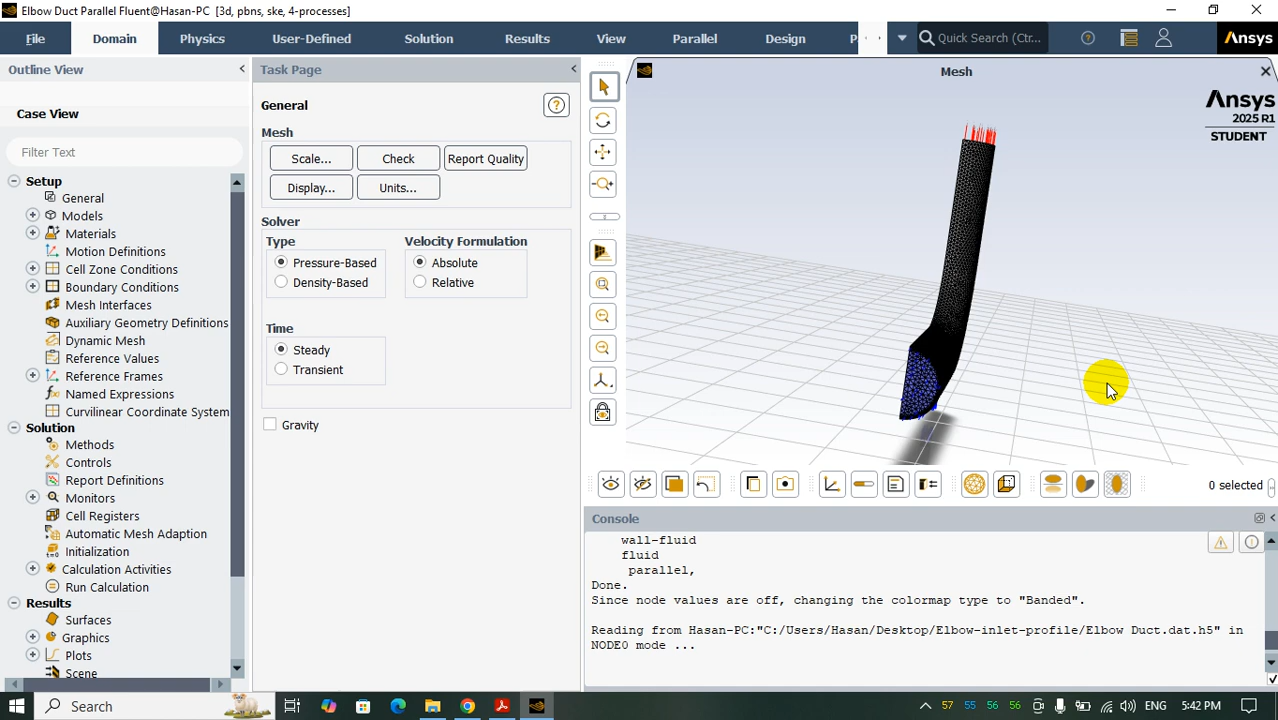 Elbow Duct Parallel Fluent@Hasan-PC [3d, pbns, ske, 4-processes]
File Domain Physics User-Defined Solution Results View Parallel Design P Quick Search (Ctr... Ansys
Outline View
Case View
Filter Text
Setup
General
Models
Materials
Motion Definitions
Cell Zone Conditions
Boundary Conditions
Mesh Interfaces
Auxiliary Geometry Definitions
Dynamic Mesh
Reference Values
Reference Frames
Named Expressions
Curvilinear Coordinate System
Solution
Methods
Controls
Report Definitions
Monitors
Cell Registers
Automatic Mesh Adaption
Initialization
Calculation Activities
Run Calculation
Results
Surfaces
Graphics
Plots
Scene
Task Page
General
Mesh
Scale... Check Report Quality
Display... Units...
Solver
Type Velocity Formulation
Pressure-Based Absolute
Density-Based Relative
Time
Steady
Transient
Gravity
Mesh
Ansys
2025 R1
STUDENT
0 selected
Console
wall-fluid
fluid
parallel,
Done.
Since node values are off, changing the colormap type to "Banded".
Reading from Hasan-PC:"C:/Users/Hasan/Desktop/Elbow-inlet-profile/Elbow Duct.dat.h5" in
NODE0 mode ...
Search 57 55 56 56 ENG 5:42 PM